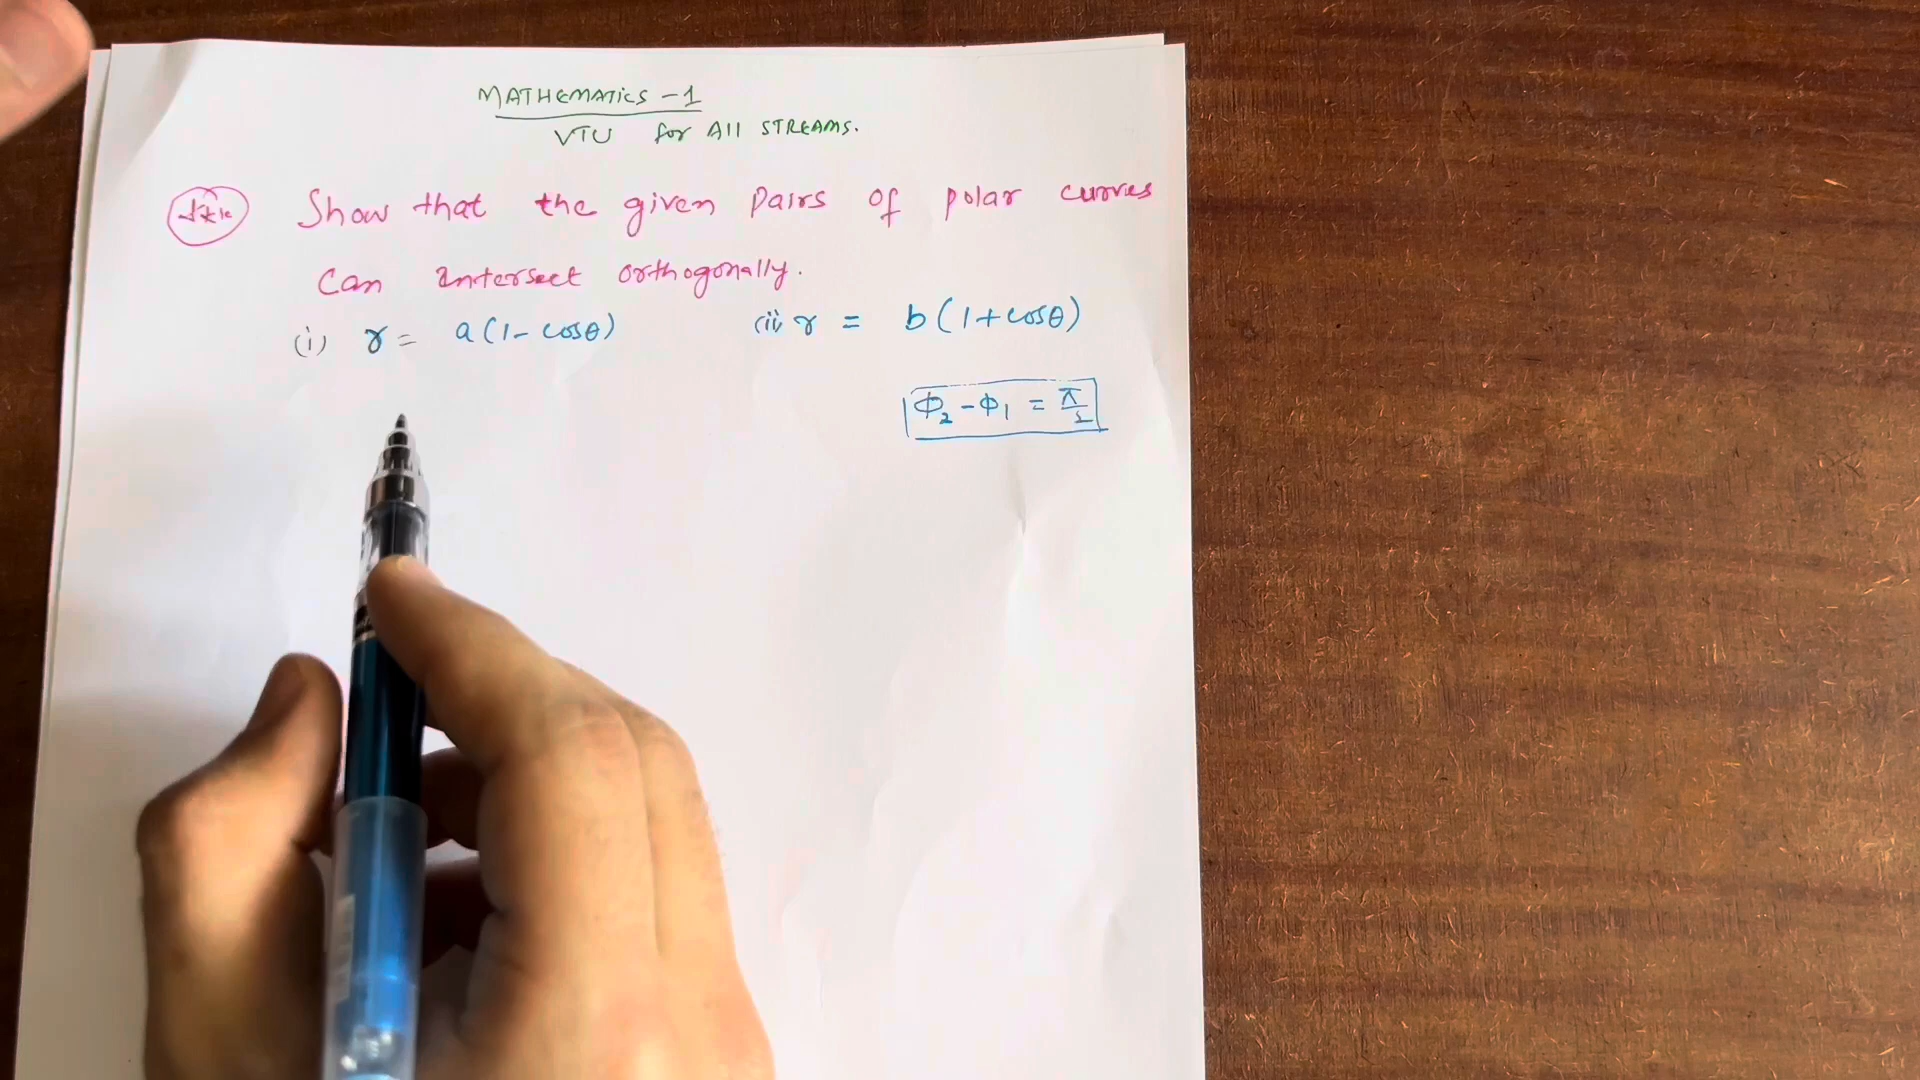 MATHEMATICS - 1
VTU for All STREAMS.
Show that the given Pairs of polar curves
can intersect orthogonally.
(i) r = a(1 - cosθ) (ii) r = b(1 + cosθ)
Φ₂ - Φ₁ = π/2